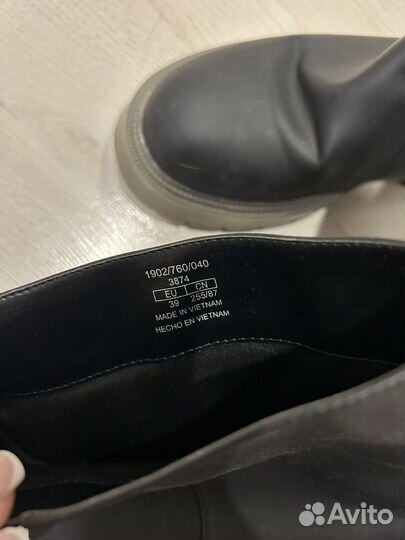 1902/760/040
3874
EU CN
39 255/87
MADE IN VIETNAM
HECHO EN VIETNAM
Avito